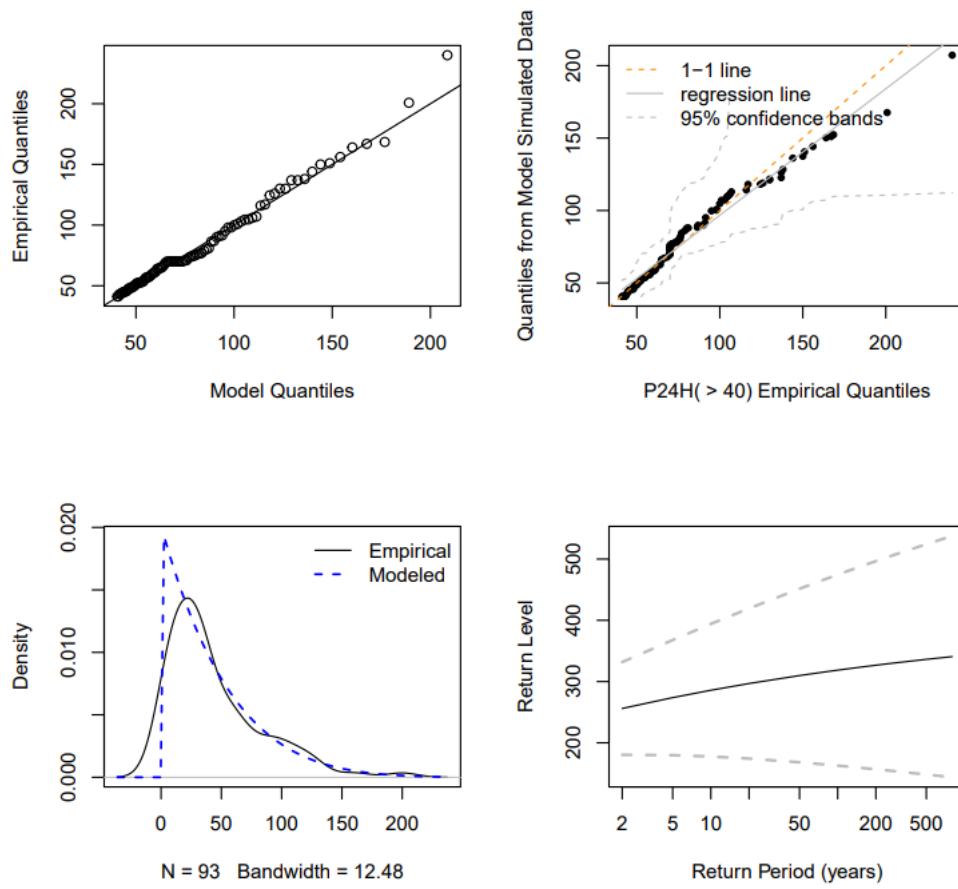 Empirical Quantiles
200
150
100
50
50 100 150 200
Model Quantiles
Quantiles from Model Simulated Data
200
150
100
50
1−1 line
regression line
95% confidence bands
50 100 150 200
P24H( > 40) Empirical Quantiles
Density
0.020
0.010
0.000
Empirical
Modeled
0 50 100 150 200
N = 93 Bandwidth = 12.48
Return Level
500
400
300
200
2 5 10 50 200 500
Return Period (years)